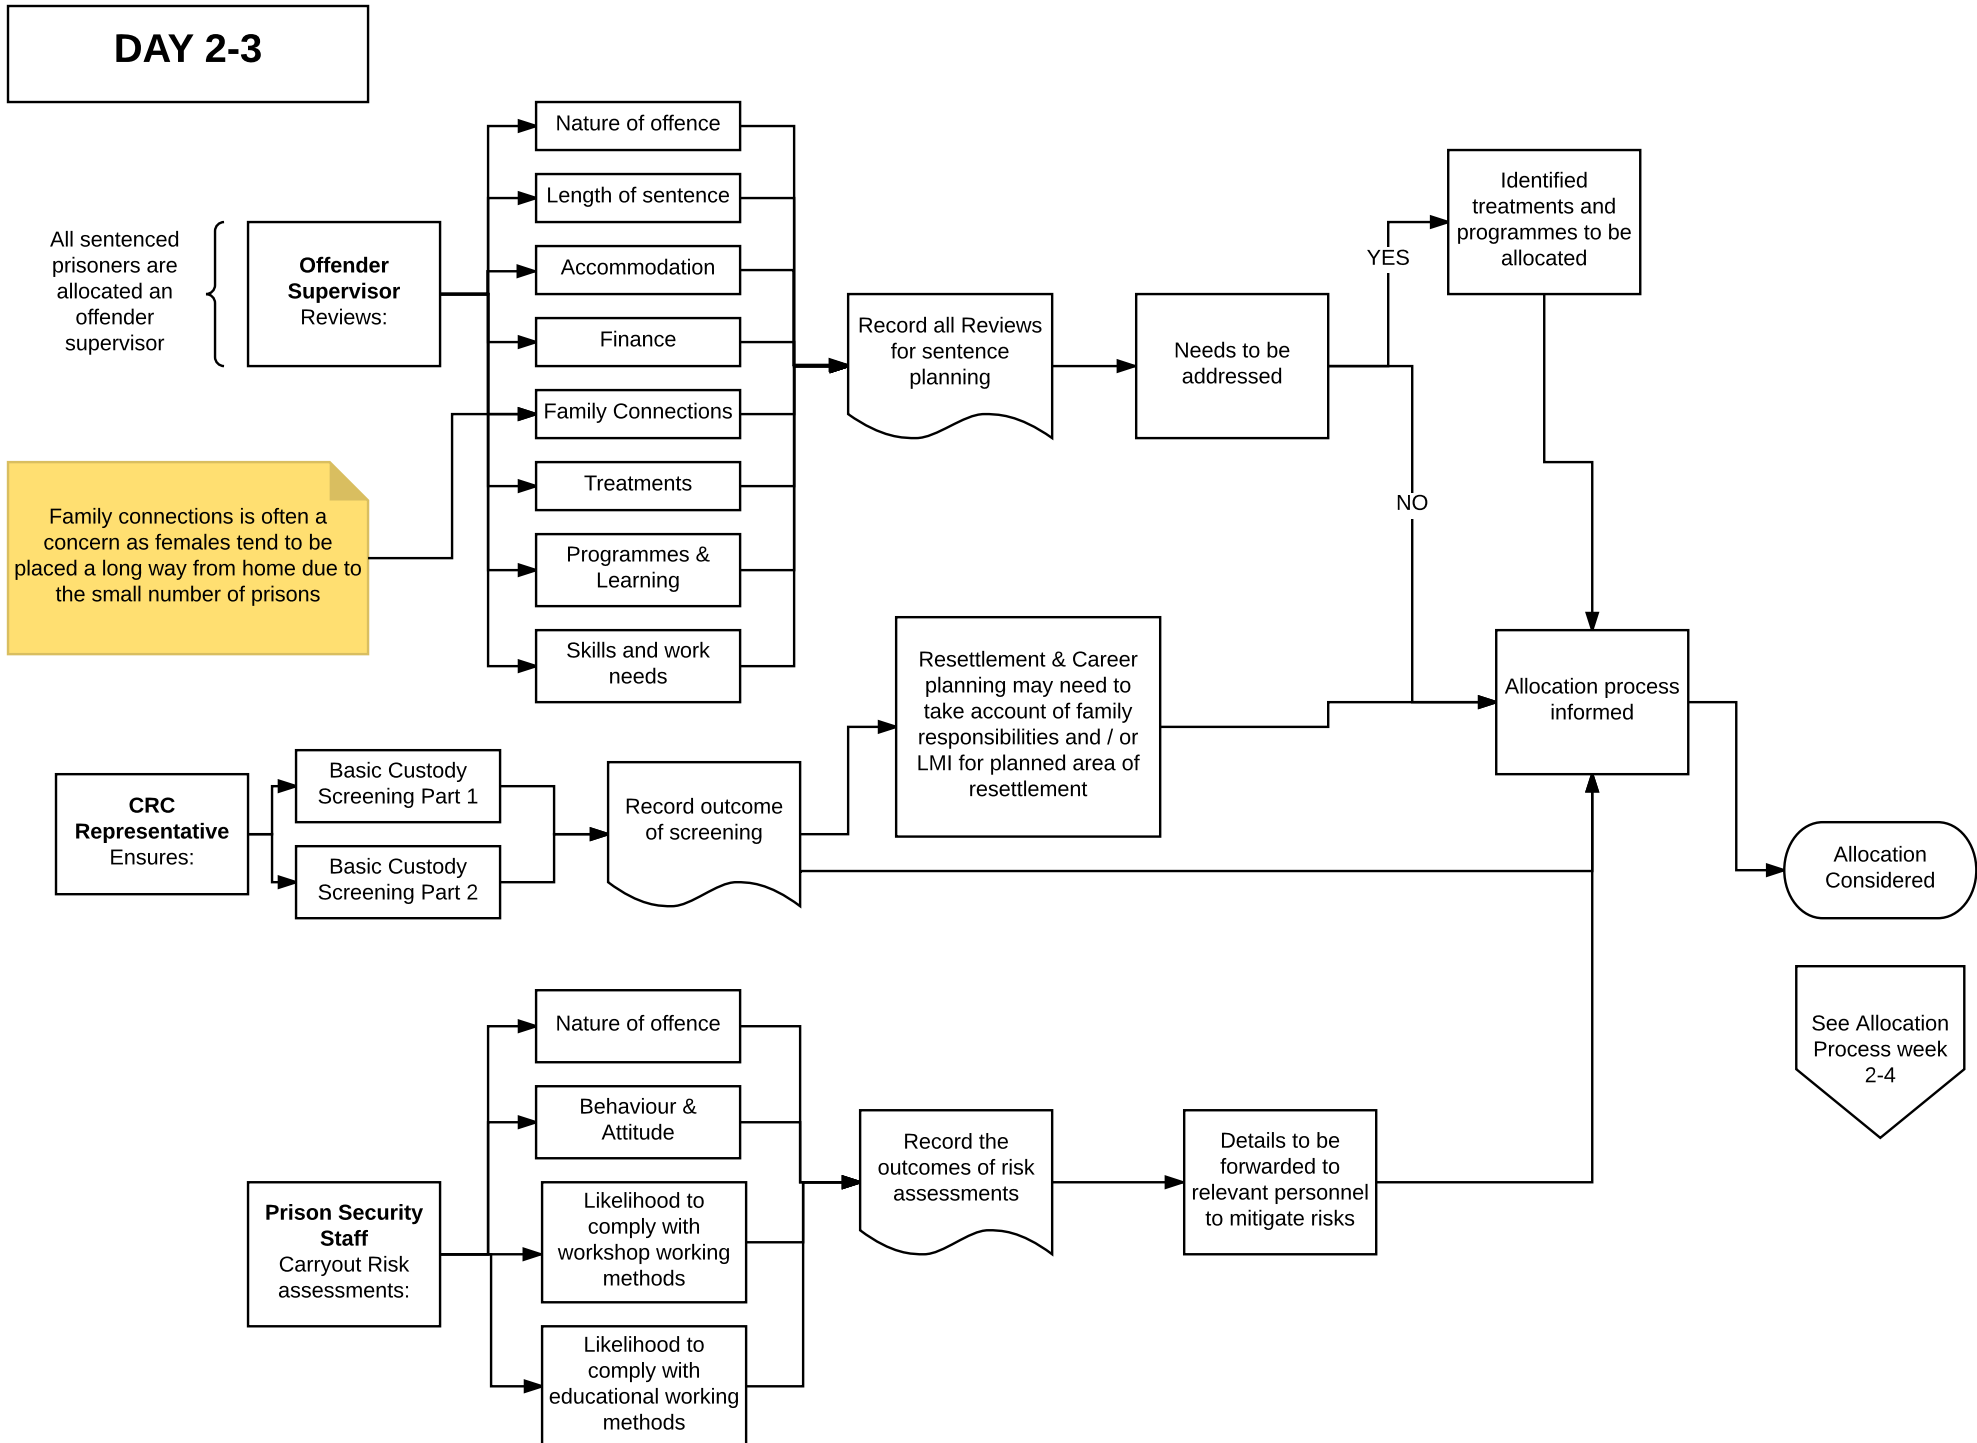 DAY 2-3
All sentenced
prisoners are
allocated an
offender
supervisor
Offender
Supervisor
Reviews:
Nature of offence
Length of sentence
Accommodation
Finance
Family Connections
Treatments
Programmes &
Learning
Skills and work
needs
Family connections is often a
concern as females tend to be
placed a long way from home due to
the small number of prisons
Record all Reviews
for sentence
planning
Needs to be
addressed
YES
NO
Identified
treatments and
programmes to be
allocated
CRC
Representative
Ensures:
Basic Custody
Screening Part 1
Basic Custody
Screening Part 2
Record outcome
of screening
Resettlement & Career
planning may need to
take account of family
responsibilities and / or
LMI for planned area of
resettlement
Allocation process
informed
Allocation
Considered
See Allocation
Process week
2-4
Prison Security
Staff
Carryout Risk
assessments:
Nature of offence
Behaviour &
Attitude
Likelihood to
comply with
workshop working
methods
Likelihood to
comply with
educational working
methods
Record the
outcomes of risk
assessments
Details to be
forwarded to
relevant personnel
to mitigate risks